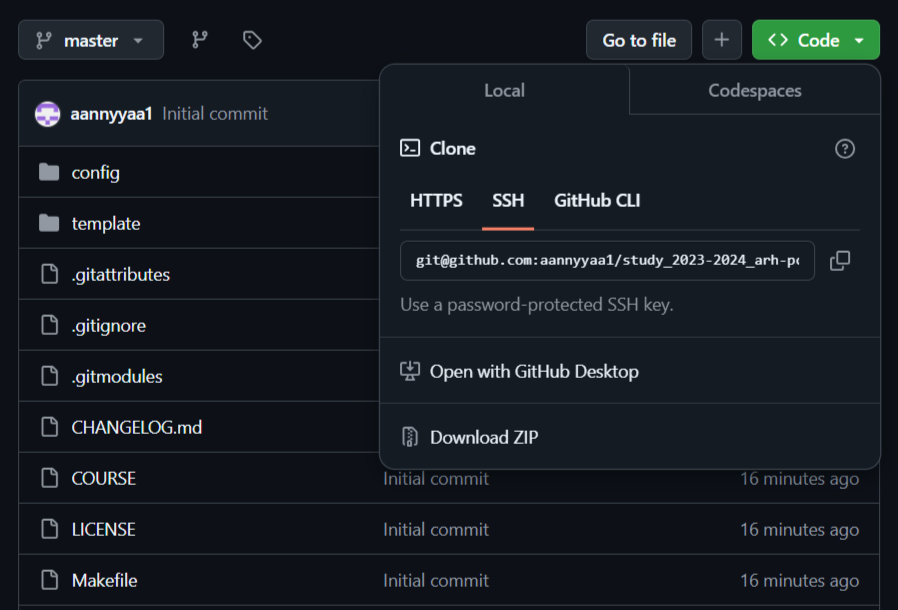 master
Go to file
Code
aannyyaa1 Initial commit
Local
Codespaces
Clone
HTTPS SSH GitHub CLI
git@github.com:aannyyaa1/study_2023-2024_arh-pc
Use a password-protected SSH key.
Open with GitHub Desktop
Download ZIP
config
template
.gitattributes
.gitignore
.gitmodules
CHANGELOG.md
COURSE Initial commit 16 minutes ago
LICENSE Initial commit 16 minutes ago
Makefile Initial commit 16 minutes ago